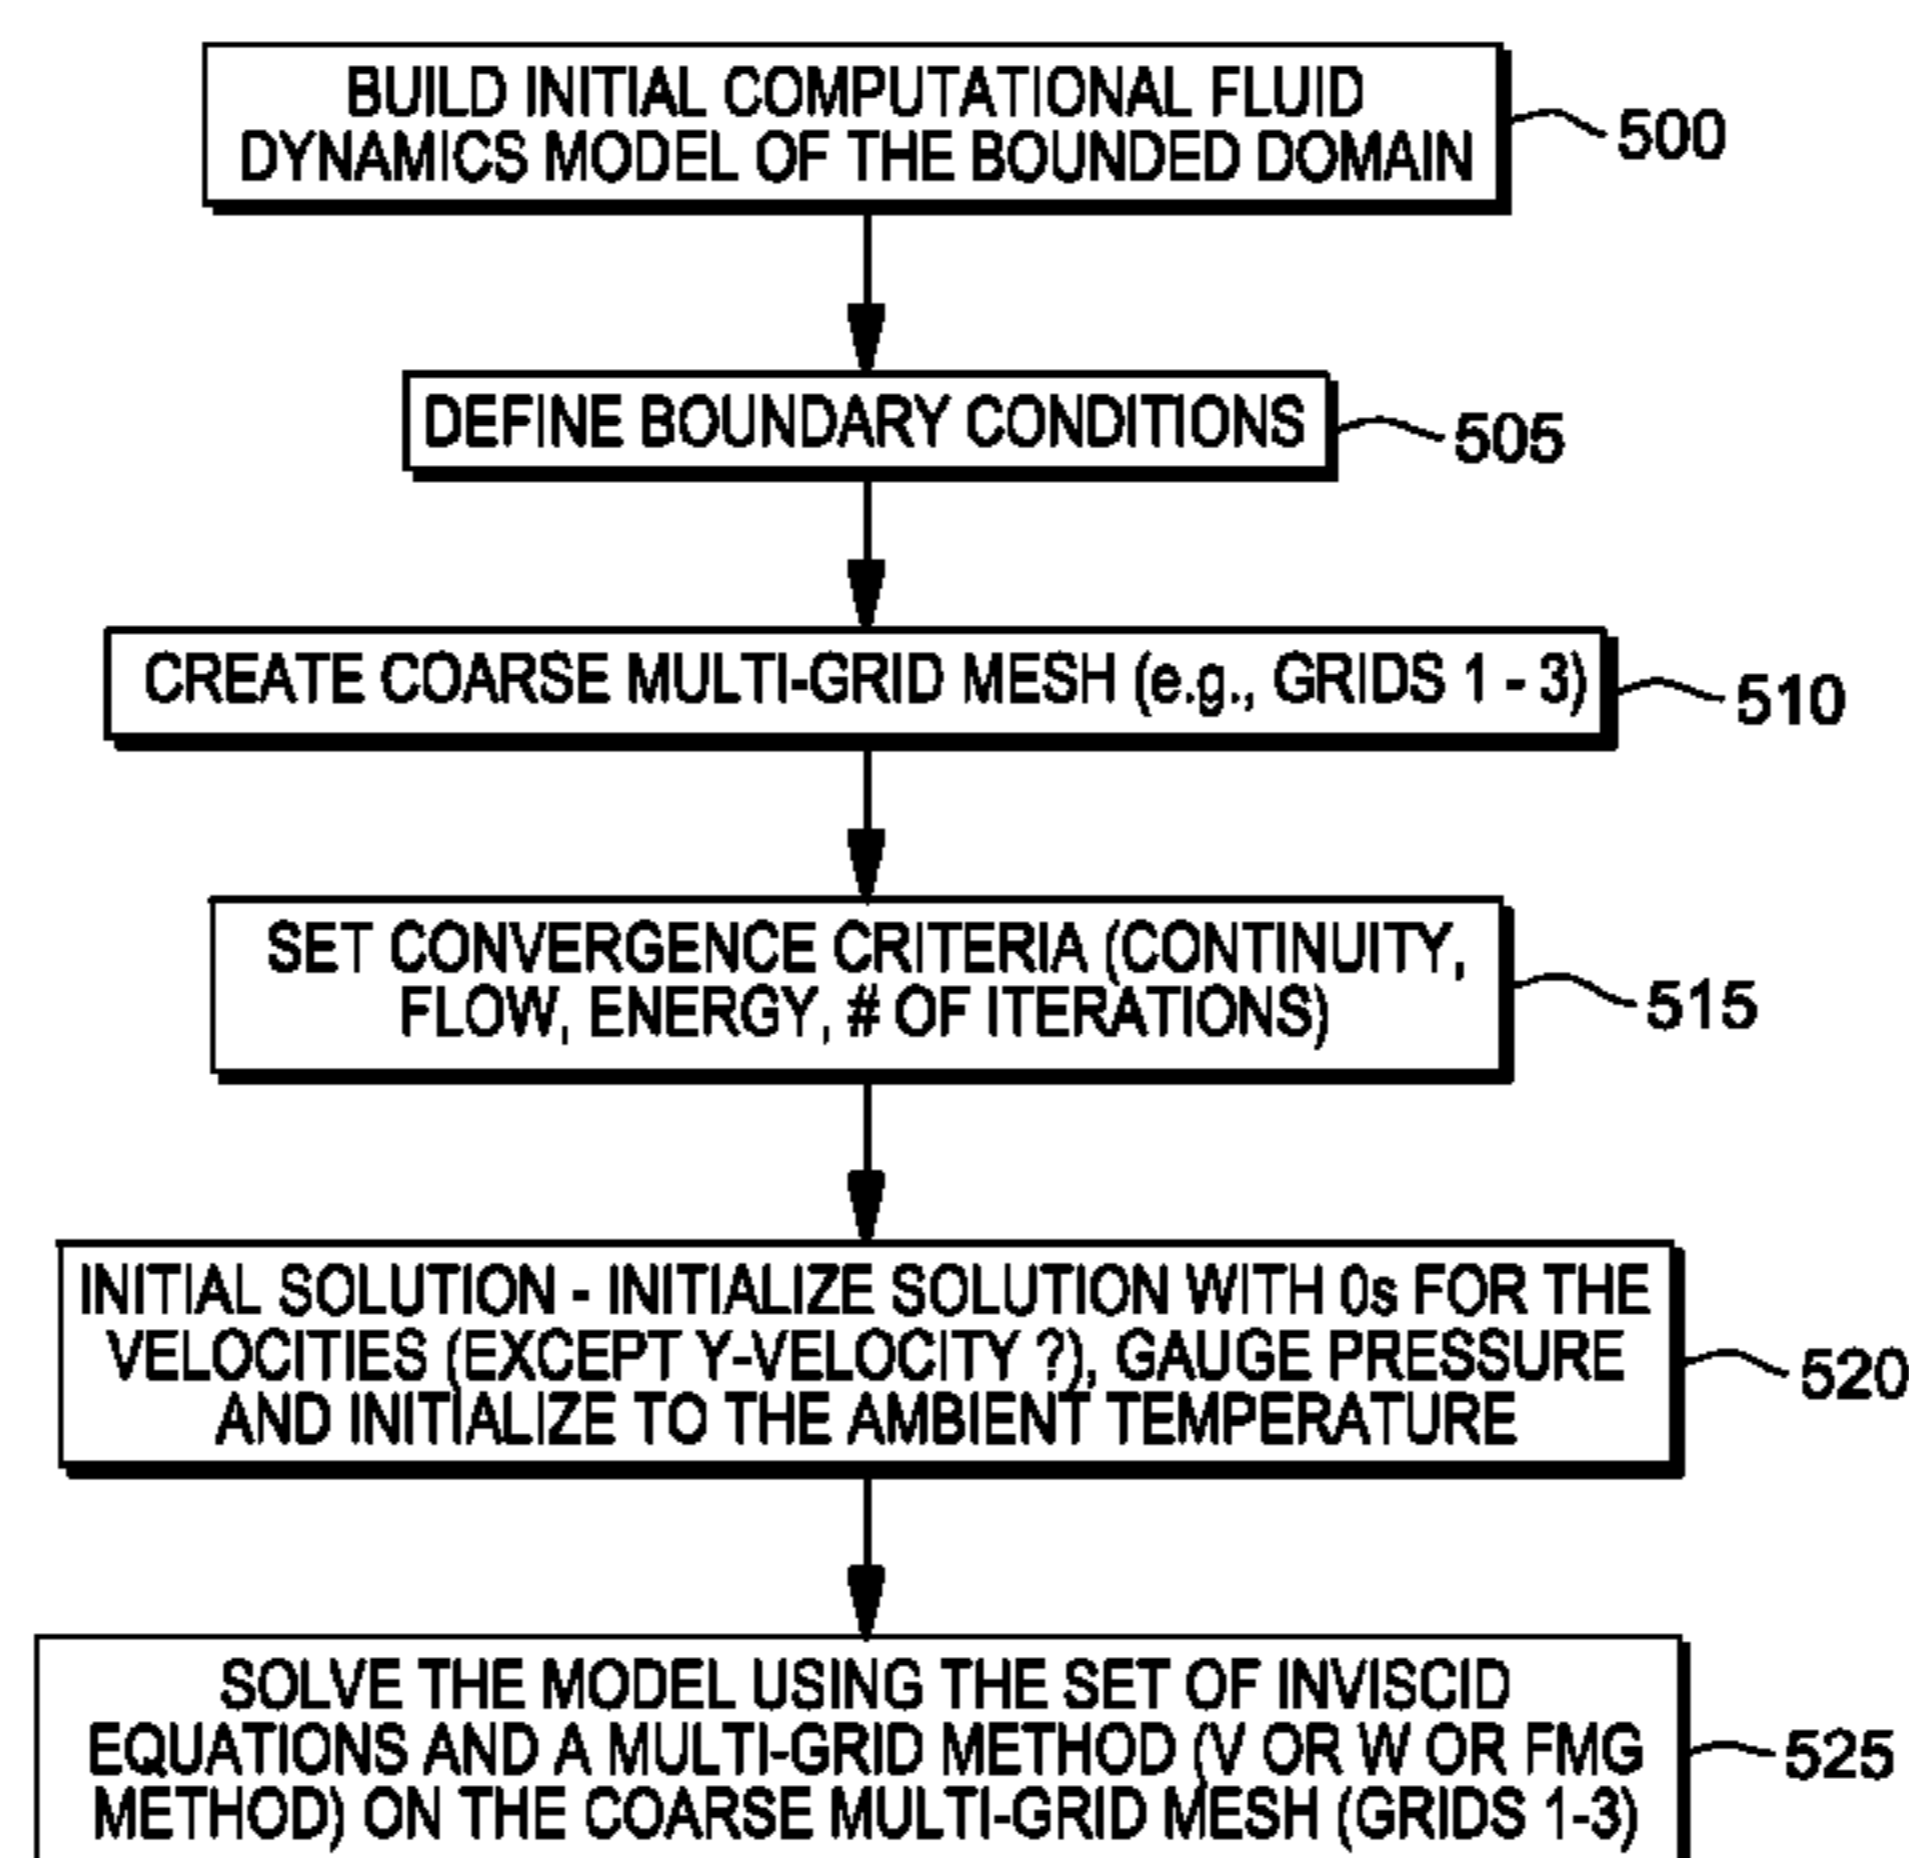 BUILD INITIAL COMPUTATIONAL FLUID
DYNAMICS MODEL OF THE BOUNDED DOMAIN
500
DEFINE BOUNDARY CONDITIONS
505
CREATE COARSE MULTI-GRID MESH (e.g., GRIDS 1 - 3)
510
SET CONVERGENCE CRITERIA (CONTINUITY,
FLOW, ENERGY, # OF ITERATIONS)
515
INITIAL SOLUTION - INITIALIZE SOLUTION WITH 0s FOR THE
VELOCITIES (EXCEPT Y-VELOCITY ?), GAUGE PRESSURE
AND INITIALIZE TO THE AMBIENT TEMPERATURE
520
SOLVE THE MODEL USING THE SET OF INVISCID
EQUATIONS AND A MULTI-GRID METHOD (V OR W OR FMG
METHOD) ON THE COARSE MULTI-GRID MESH (GRIDS 1-3)
525